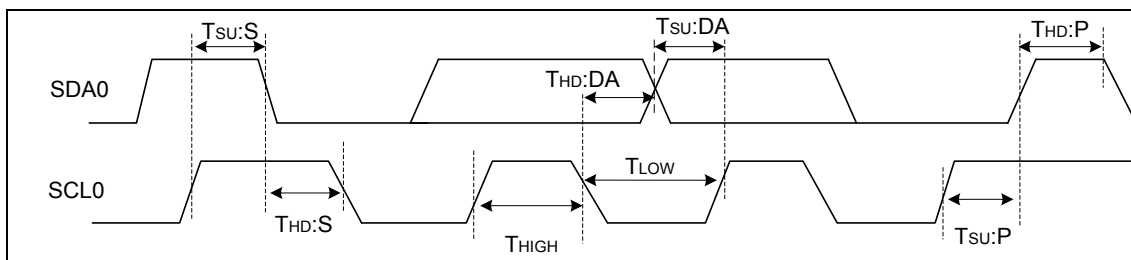 TSU:S
TSU:DA
THD:P
SDA0
THD:DA
SCL0
TLOW
THD:S
THIGH
TSU:P